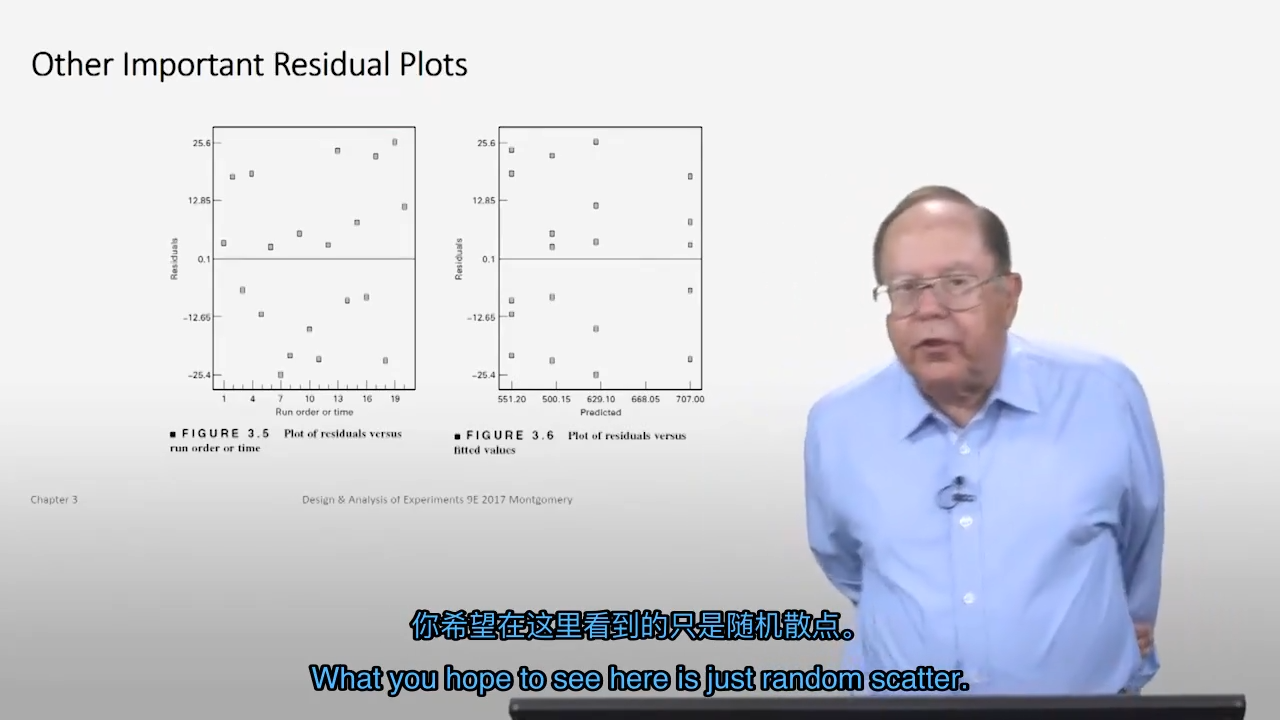 Other Important Residual Plots
25.6
12.85
0.1
−12.65
−25.4
Residuals
1 4 7 10 13 16 19
Run order or time
■ FIGURE 3.5 Plot of residuals versus
run order or time
25.6
12.85
0.1
−12.65
−25.4
Residuals
551.20 500.15 629.10 668.05 707.00
Predicted
■ FIGURE 3.6 Plot of residuals versus
fitted values
Chapter 3
Design & Analysis of Experiments 9E 2017 Montgomery
你希望在这里看到的只是随机散点。
What you hope to see here is just random scatter.